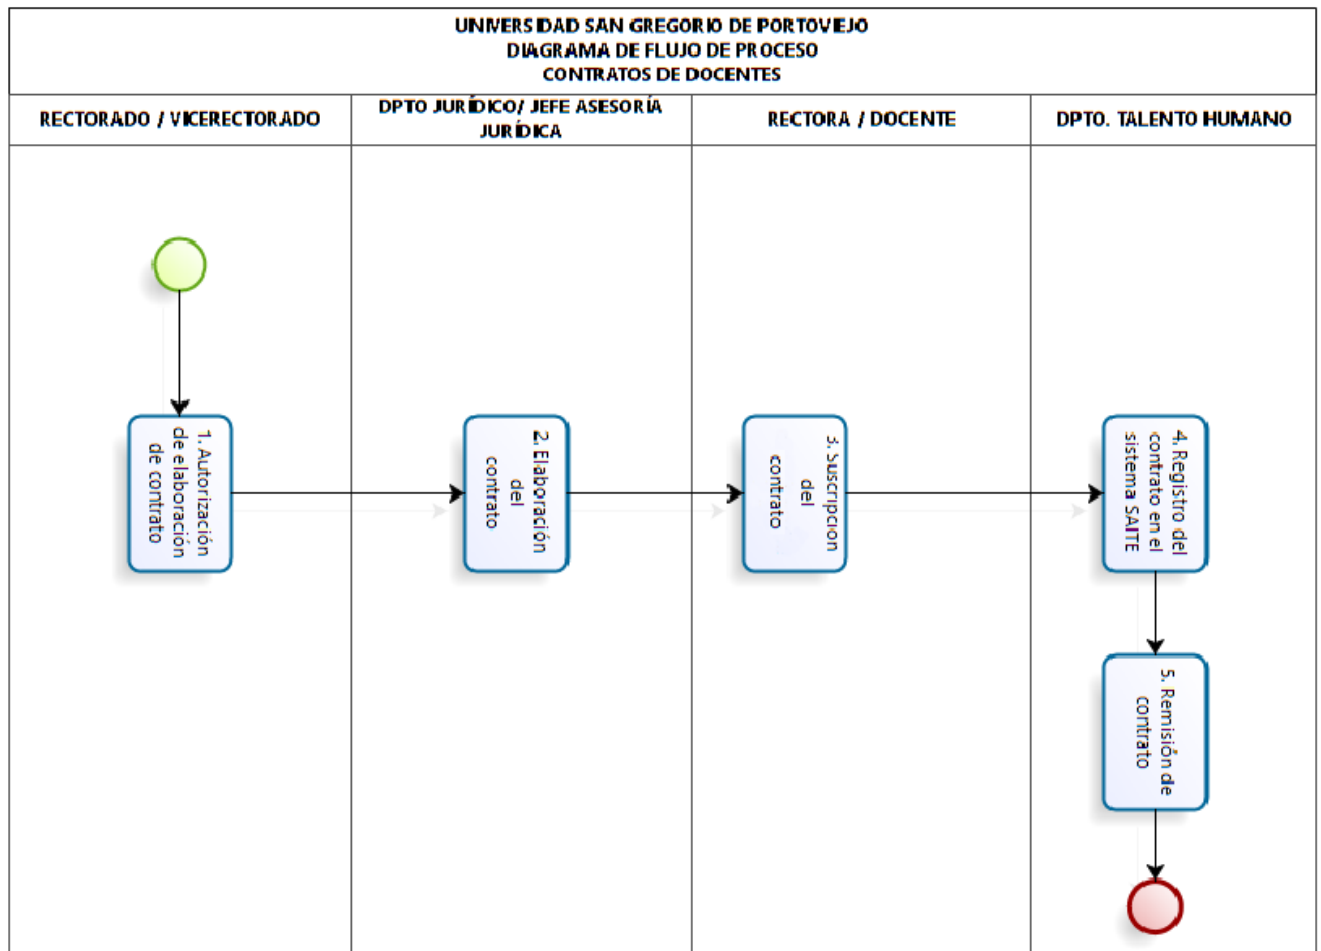 UNIVERSIDAD SAN GREGORIO DE PORTOVIEJO
DIAGRAMA DE FLUJO DE PROCESO
CONTRATOS DE DOCENTES
RECTORADO / VICERECTORADO
DPTO JURÍDICO/ JEFE ASESORÍA
JURÍDICA
RECTORA / DOCENTE
DPTO. TALENTO HUMANO
1. Autorización
de elaboración
de contrato
2. Elaboración
del
contrato
3. Suscripcion
del
contrato
4. Registro del
contrato en el
sistema SAITE
5. Remisión de
contrato